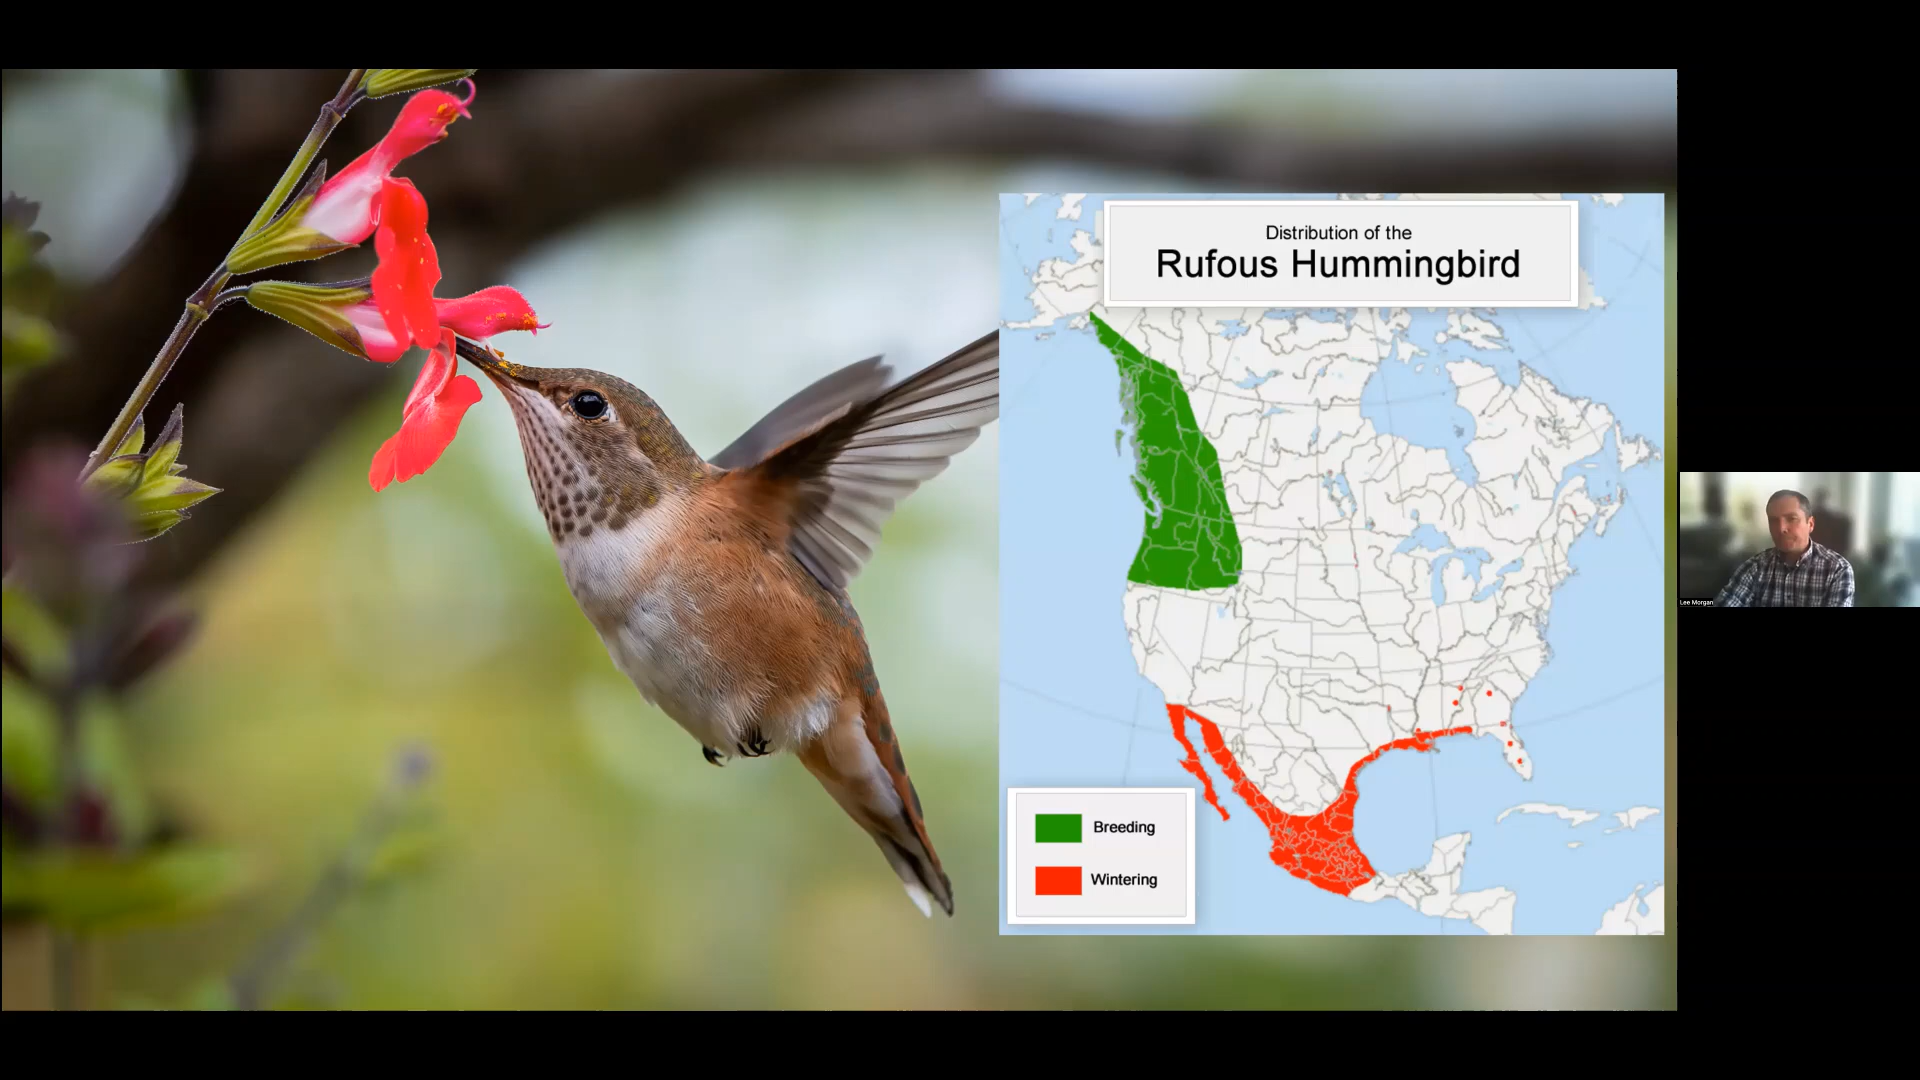 Distribution of the
Rufous Hummingbird
Breeding
Wintering
Lee Morgan